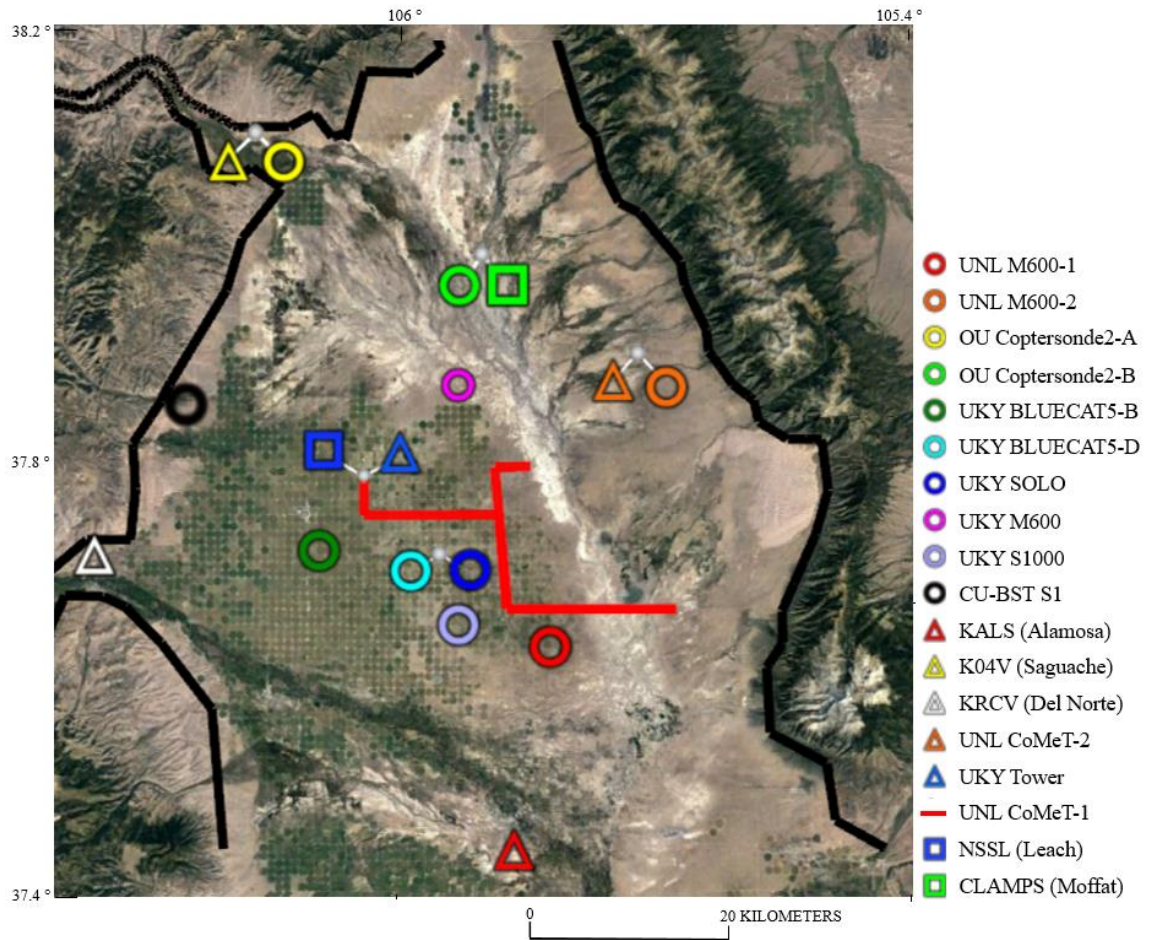 106 °
105.4 °
38.2 °
37.8 °
37.4 °
UNL M600-1
UNL M600-2
OU Coptersonde2-A
OU Coptersonde2-B
UKY BLUECAT5-B
UKY BLUECAT5-D
UKY SOLO
UKY M600
UKY S1000
CU-BST S1
KALS (Alamosa)
K04V (Saguache)
KRCV (Del Norte)
UNL CoMeT-2
UKY Tower
UNL CoMeT-1
NSSL (Leach)
CLAMPS (Moffat)
0
20 KILOMETERS